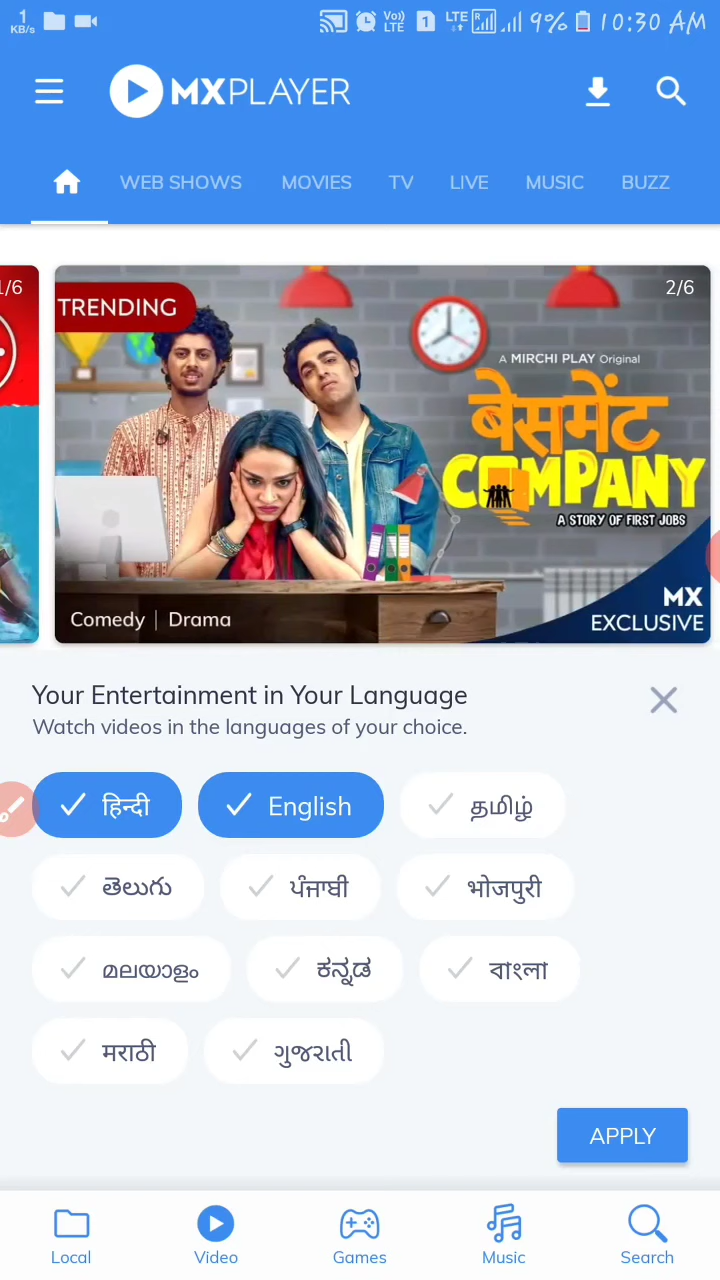 1 KB/s Vo) LTE 1 LTE R 9% 10:30 AM
MXPLAYER
WEB SHOWS MOVIES TV LIVE MUSIC BUZZ
1/6
TRENDING
2/6
A MIRCHI PLAY Original
बेसमेंट
COMPANY
A STORY OF FIRST JOBS
MX
Comedy | Drama
EXCLUSIVE
Your Entertainment in Your Language
Watch videos in the languages of your choice.
हिन्दी English தமிழ்
తెలుగు ਪੰਜਾਬੀ भोजपुरी
മലയാളം ಕನ್ನಡ বাংলা
मराठी ગુજરાતી
APPLY
Local Video Games Music Search